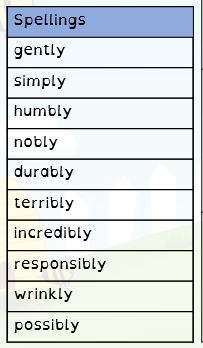 Spellings
gently
simply
humbly
nobly
durably
terribly
incredibly
responsibly
wrinkly
possibly